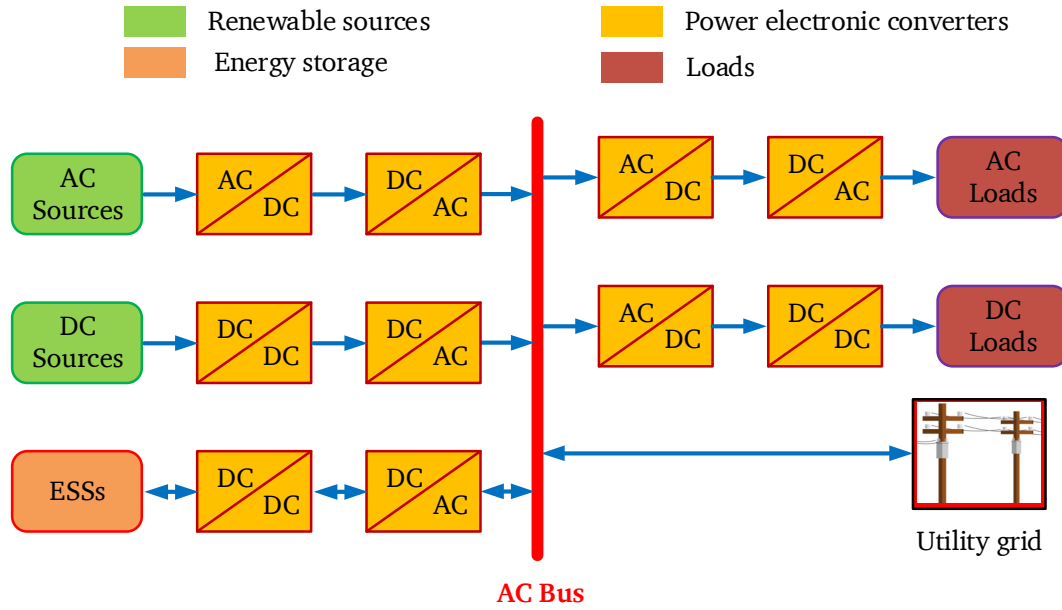 Renewable sources
Power electronic converters
Energy storage
Loads
AC
Sources
AC
DC
DC
AC
AC
DC
DC
AC
AC
Loads
DC
Sources
DC
DC
DC
AC
AC
DC
DC
DC
DC
Loads
ESSs
DC
DC
DC
AC
Utility grid
AC Bus